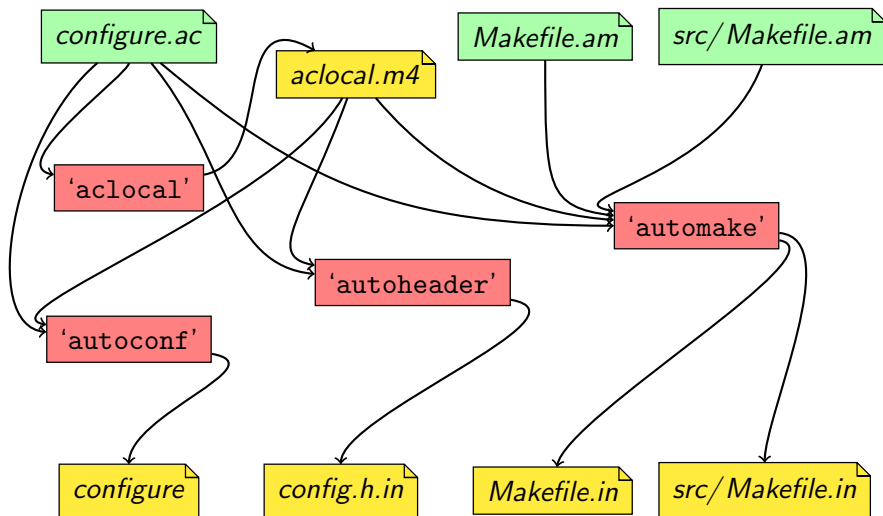 configure.ac
aclocal.m4
Makefile.am
src/Makefile.am
‘aclocal’
‘automake’
‘autoheader’
‘autoconf’
configure
config.h.in
Makefile.in
src/Makefile.in